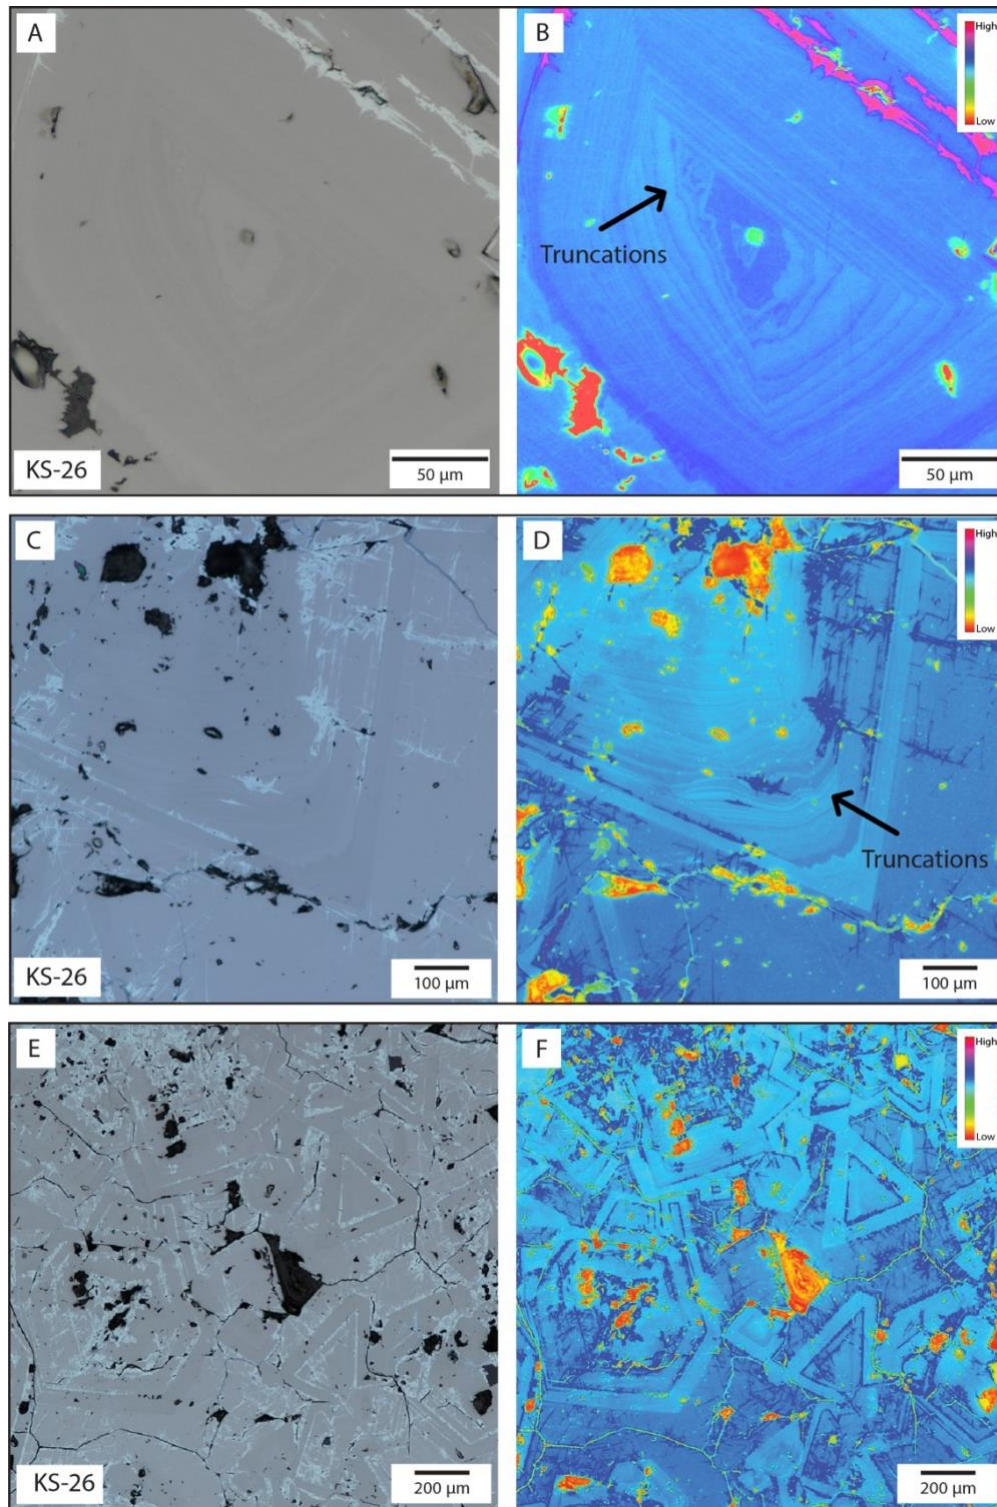 A
KS-26
50 µm
B
High
Low
Truncations
50 µm
C
KS-26
100 µm
D
High
Low
Truncations
100 µm
E
KS-26
200 µm
F
High
Low
200 µm